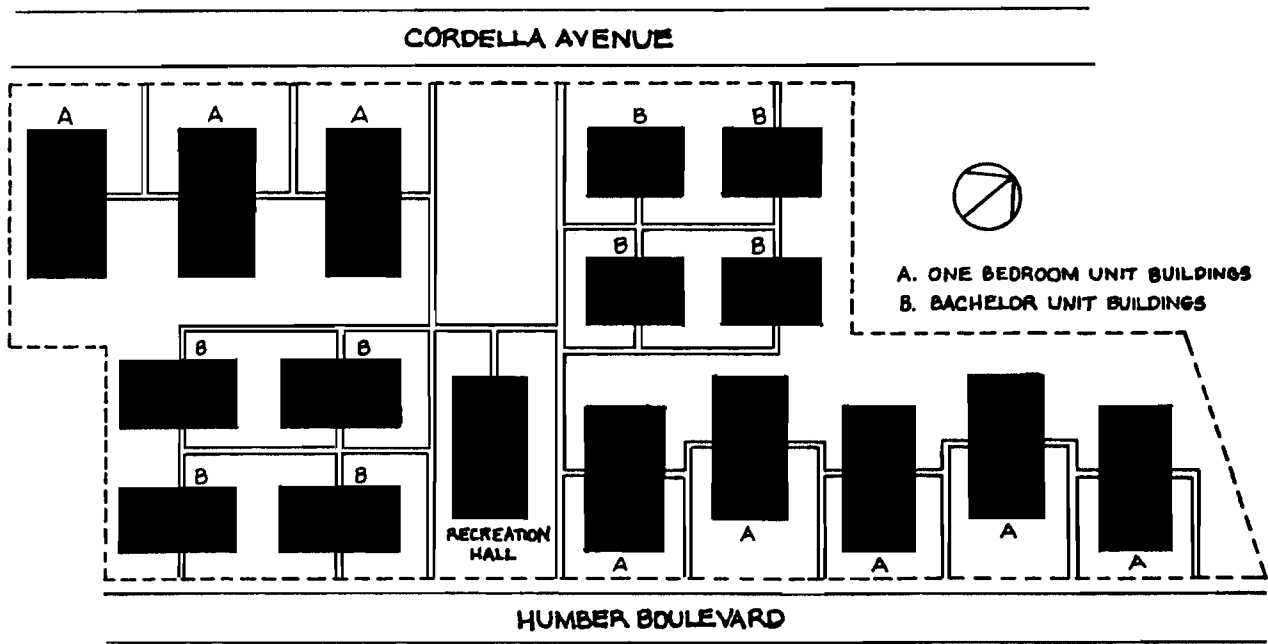 CORDELLA AVENUE
A
A
A
B
B
B
B
A. ONE BEDROOM UNIT BUILDINGS
B. BACHELOR UNIT BUILDINGS
B
B
B
B
RECREATION
HALL
A
A
A
A
A
HUMBER BOULEVARD